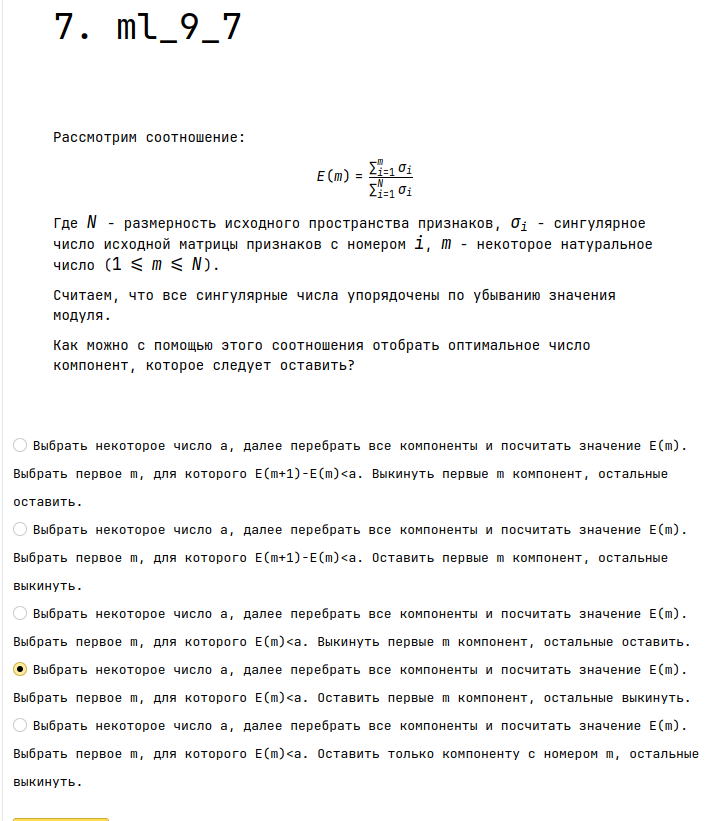 7. ml_9_7
Рассмотрим соотношение:
E(m) = \frac{\sum_{i=1}^{m} σ_i}{\sum_{i=1}^{N} σ_i}
Где N - размерность исходного пространства признаков, σ_i - сингулярное
число исходной матрицы признаков с номером i, m - некоторое натуральное
число (1 ⩽ m ⩽ N).
Считаем, что все сингулярные числа упорядочены по убыванию значения
модуля.
Как можно с помощью этого соотношения отобрать оптимальное число
компонент, которое следует оставить?
Выбрать некоторое число a, далее перебрать все компоненты и посчитать значение E(m).
Выбрать первое m, для которого E(m+1)-E(m)<a. Выкинуть первые m компонент, остальные
оставить.
Выбрать некоторое число a, далее перебрать все компоненты и посчитать значение E(m).
Выбрать первое m, для которого E(m+1)-E(m)<a. Оставить первые m компонент, остальные
выкинуть.
Выбрать некоторое число a, далее перебрать все компоненты и посчитать значение E(m).
Выбрать первое m, для которого E(m)<a. Выкинуть первые m компонент, остальные оставить.
Выбрать некоторое число a, далее перебрать все компоненты и посчитать значение E(m).
Выбрать первое m, для которого E(m)<a. Оставить первые m компонент, остальные выкинуть.
Выбрать некоторое число a, далее перебрать все компоненты и посчитать значение E(m).
Выбрать первое m, для которого E(m)<a. Оставить только компоненту с номером m, остальные
выкинуть.